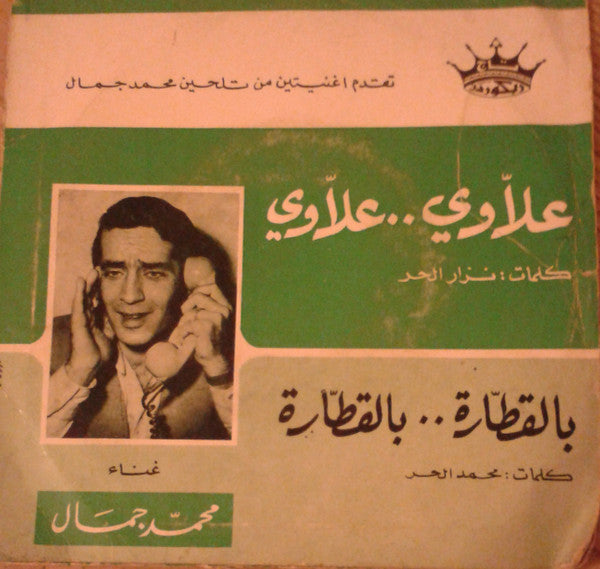 تقدم اغنيتين من تلحين محمد جمال
علاّوي .. علاّوي
كلمات : نزار الحر
بالقطّارة .. بالقطّارة
كلمات : محمد الحر
غناء
محمّد جمال